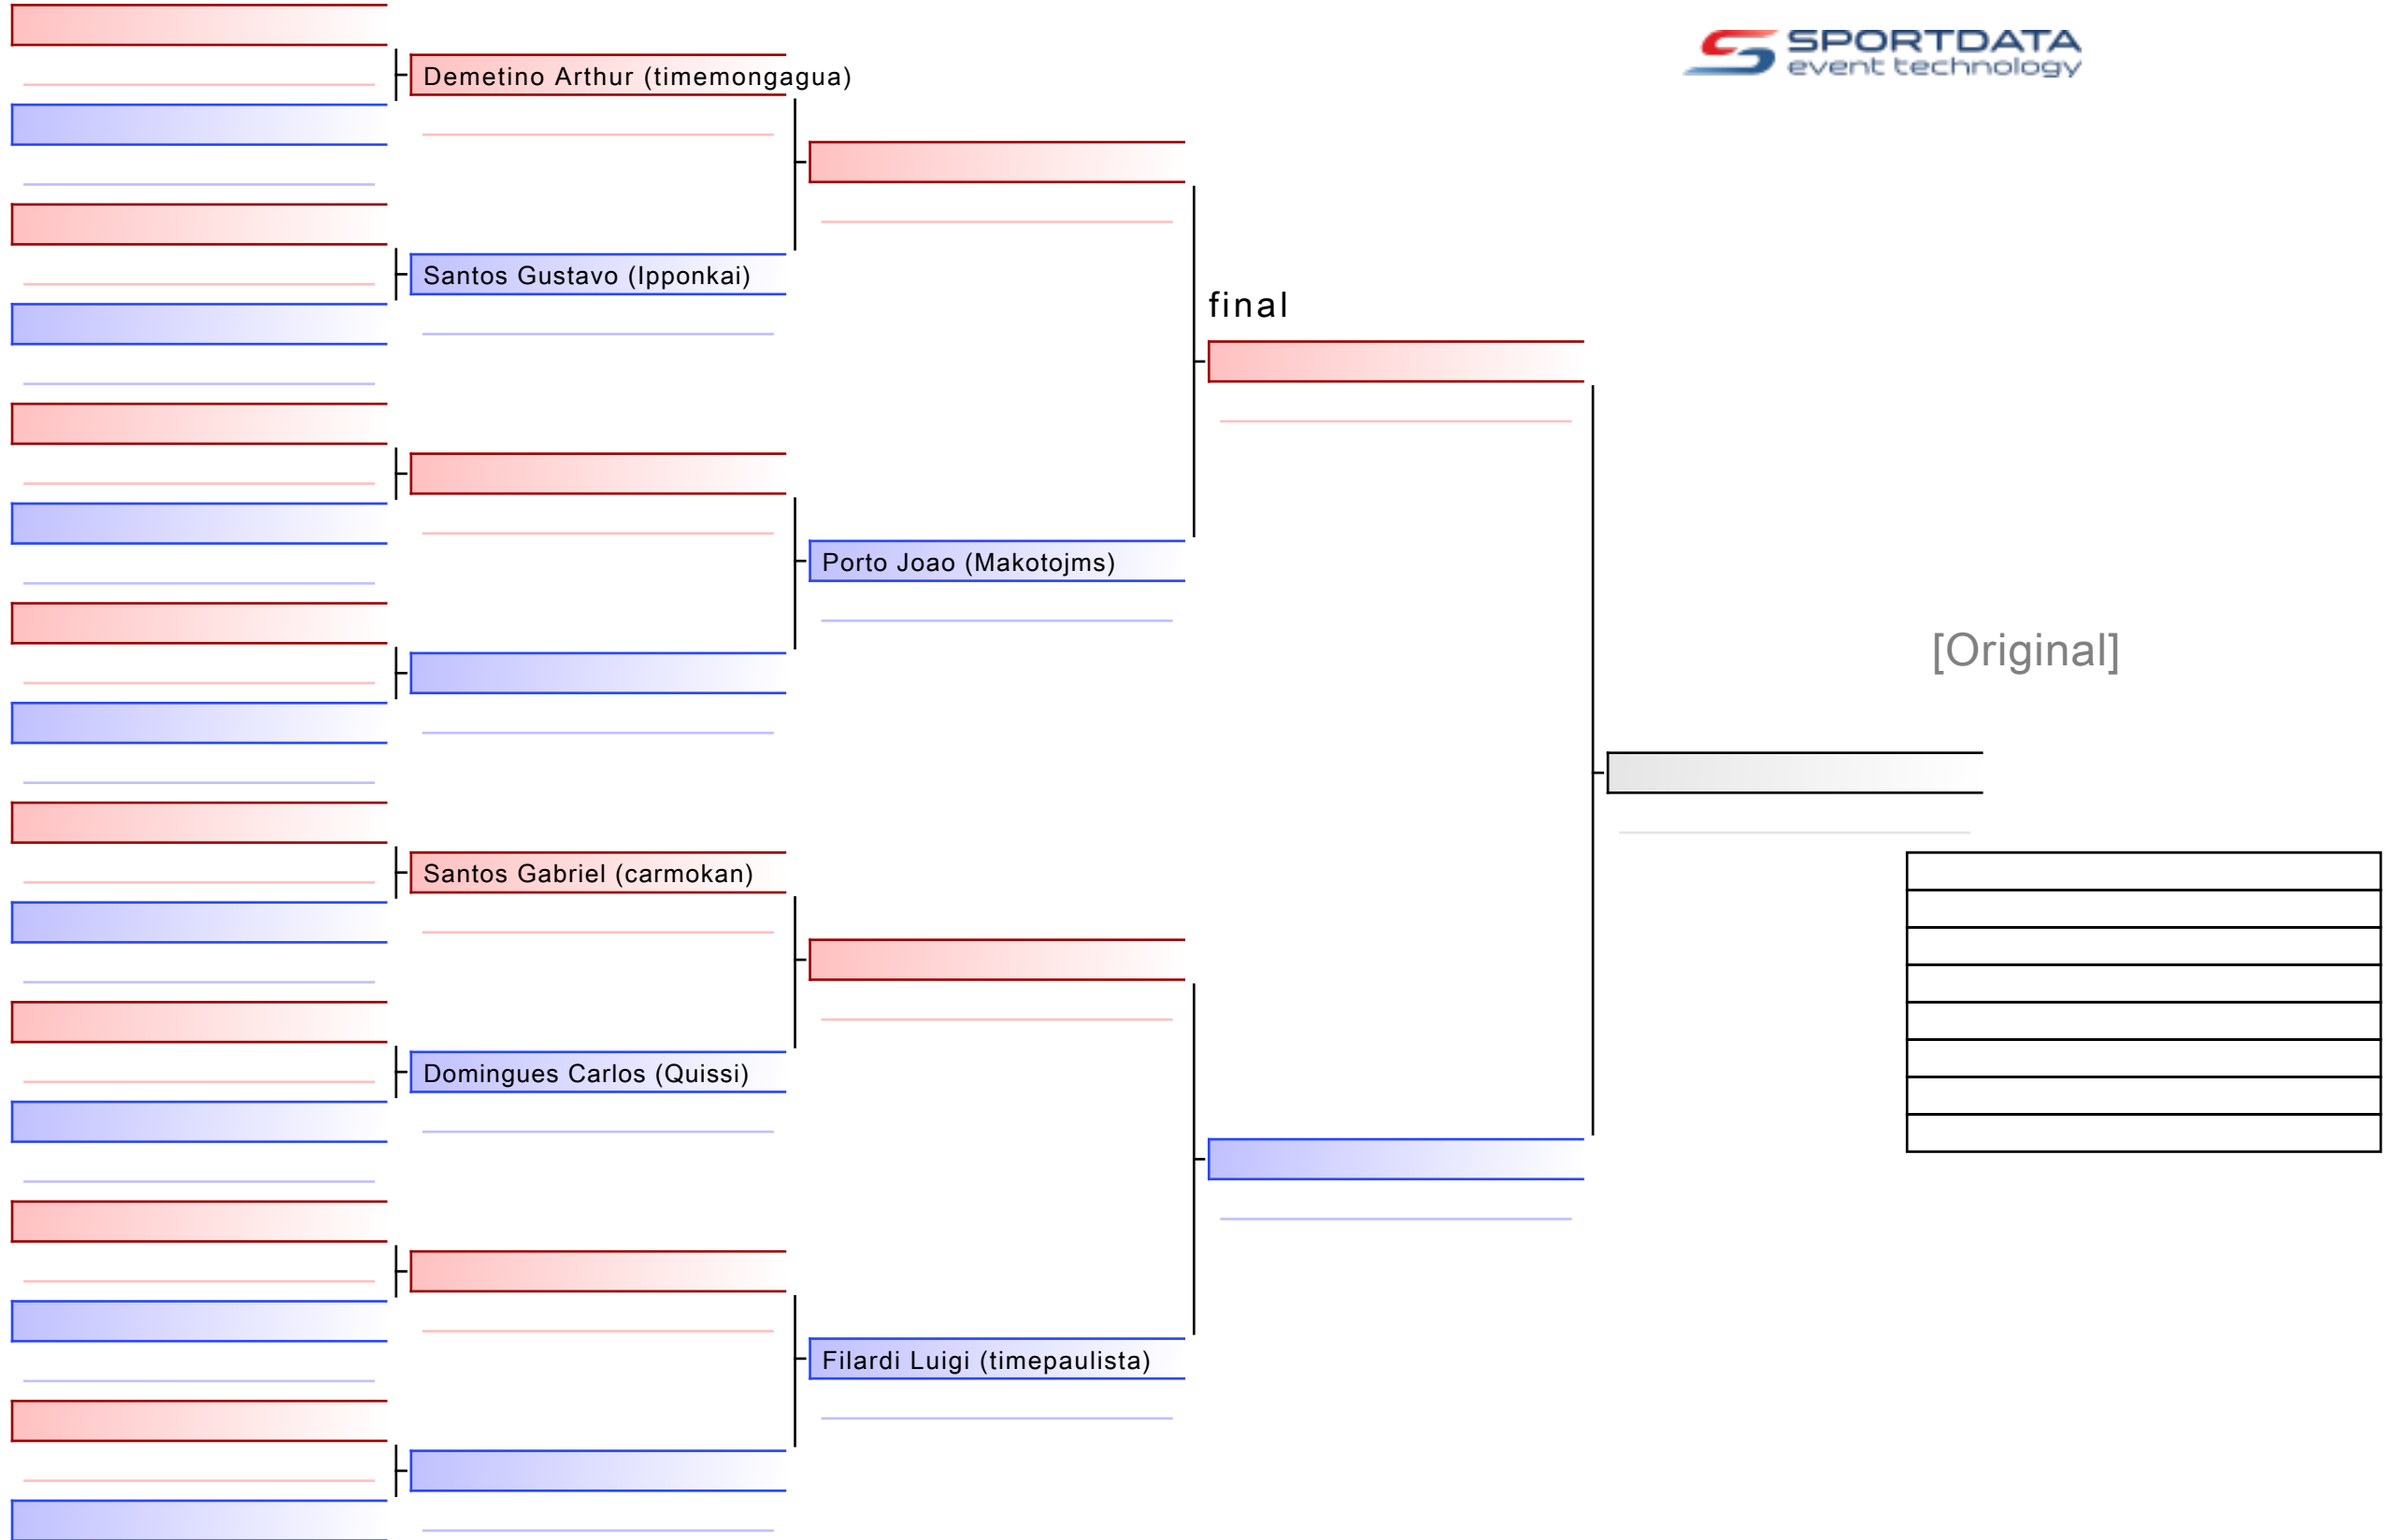 SPORTDATA
event technology
Demetino Arthur (timemongagua)
Santos Gustavo (Ipponkai)
final
Porto Joao (Makotojms)
[Original]
Santos Gabriel (carmokan)
Domingues Carlos (Quissi)
Filardi Luigi (timepaulista)